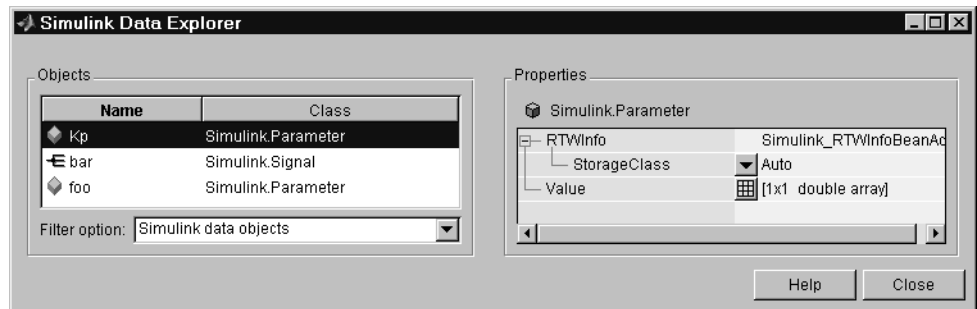 Simulink Data Explorer
Objects
Name Class
Kp Simulink.Parameter
bar Simulink.Signal
foo Simulink.Parameter
Filter option: Simulink data objects
Properties
Simulink.Parameter
RTWInfo Simulink_RTWInfoBeanAd
StorageClass Auto
Value [1x1 double array]
Help Close